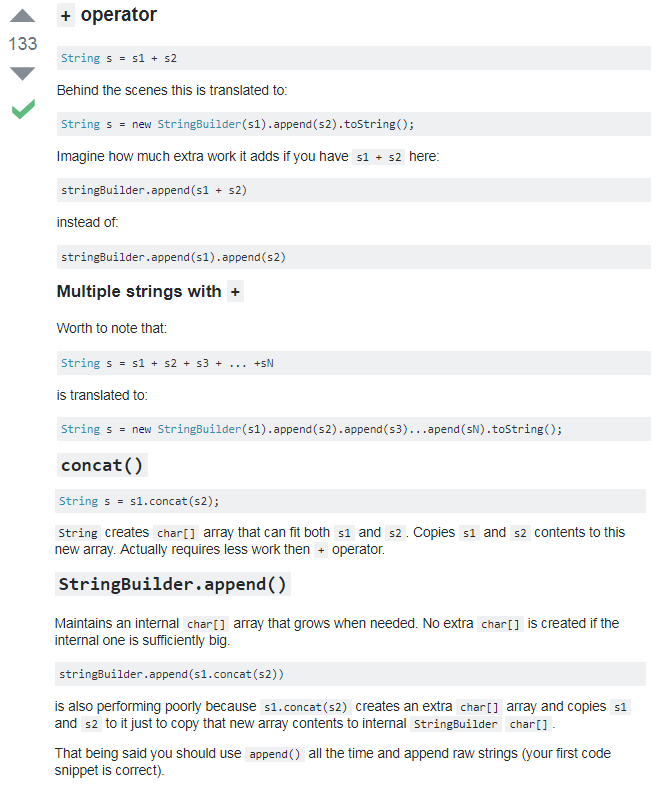 + operator
133
String s = s1 + s2
Behind the scenes this is translated to:
String s = new StringBuilder(s1).append(s2).toString();
Imagine how much extra work it adds if you have s1 + s2 here:
stringBuilder.append(s1 + s2)
instead of:
stringBuilder.append(s1).append(s2)
Multiple strings with +
Worth to note that:
String s = s1 + s2 + s3 + ... +sN
is translated to:
String s = new StringBuilder(s1).append(s2).append(s3)...apend(sN).toString();
concat()
String s = s1.concat(s2);
String creates char[] array that can fit both s1 and s2. Copies s1 and s2 contents to this
new array. Actually requires less work then + operator.
StringBuilder.append()
Maintains an internal char[] array that grows when needed. No extra char[] is created if the
internal one is sufficiently big.
stringBuilder.append(s1.concat(s2))
is also performing poorly because s1.concat(s2) creates an extra char[] array and copies s1
and s2 to it just to copy that new array contents to internal StringBuilder char[].
That being said you should use append() all the time and append raw strings (your first code
snippet is correct).